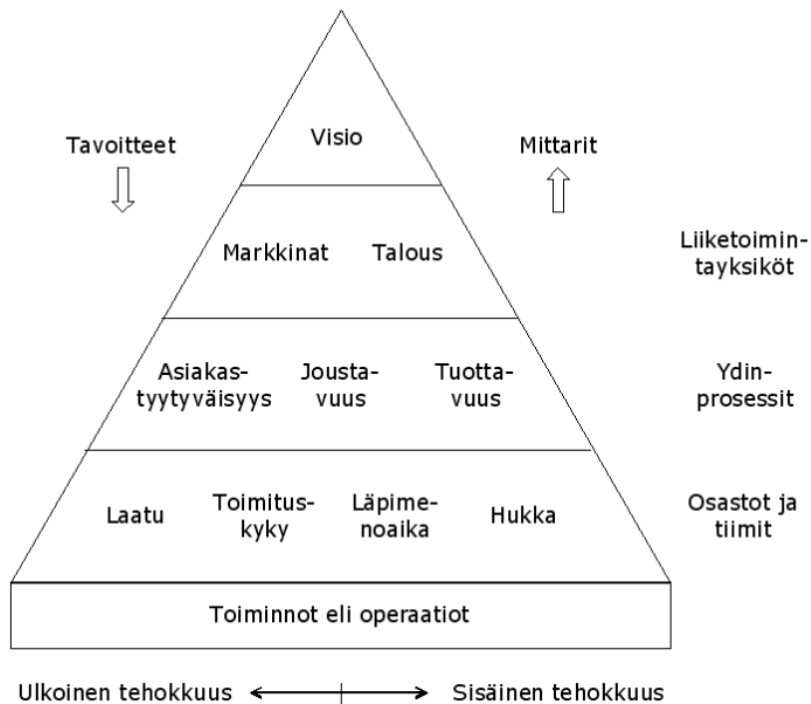 Visio
Tavoitteet
Mittarit
Markkinat Talous
Liiketoimin-
tayksiköt
Asiakas-
tyytyväisyys
Jousta-
vuus
Tuotta-
vuus
Ydin-
prosessit
Laatu
Toimitus-
kyky
Läpime-
noaika
Hukka
Osastot ja
tiimit
Toiminnot eli operaatiot
Ulkoinen tehokkuus
Sisäinen tehokkuus